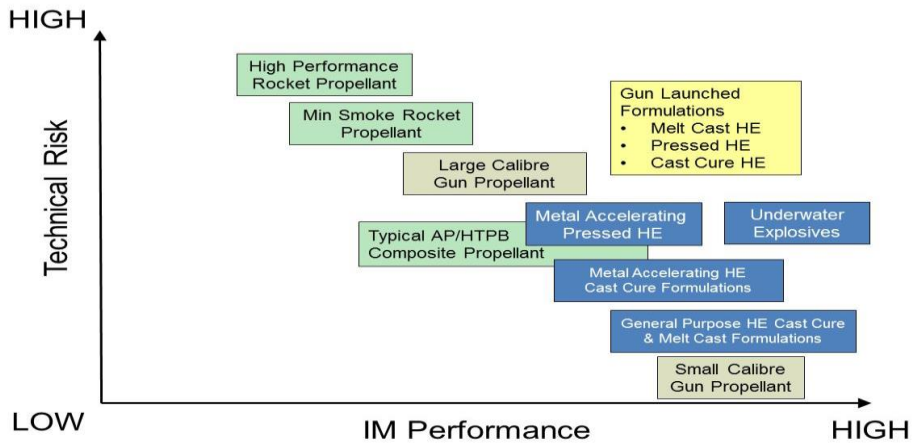 HIGH
High Performance
Rocket Propellant
Min Smoke Rocket
Propellant
Gun Launched
Formulations
• Melt Cast HE
• Pressed HE
• Cast Cure HE
Large Calibre
Gun Propellant
Technical Risk
Metal Accelerating
Pressed HE
Underwater
Explosives
Typical AP/HTPB
Composite Propellant
Metal Accelerating HE
Cast Cure Formulations
General Purpose HE Cast Cure
& Melt Cast Formulations
Small Calibre
Gun Propellant
LOW
IM Performance
HIGH